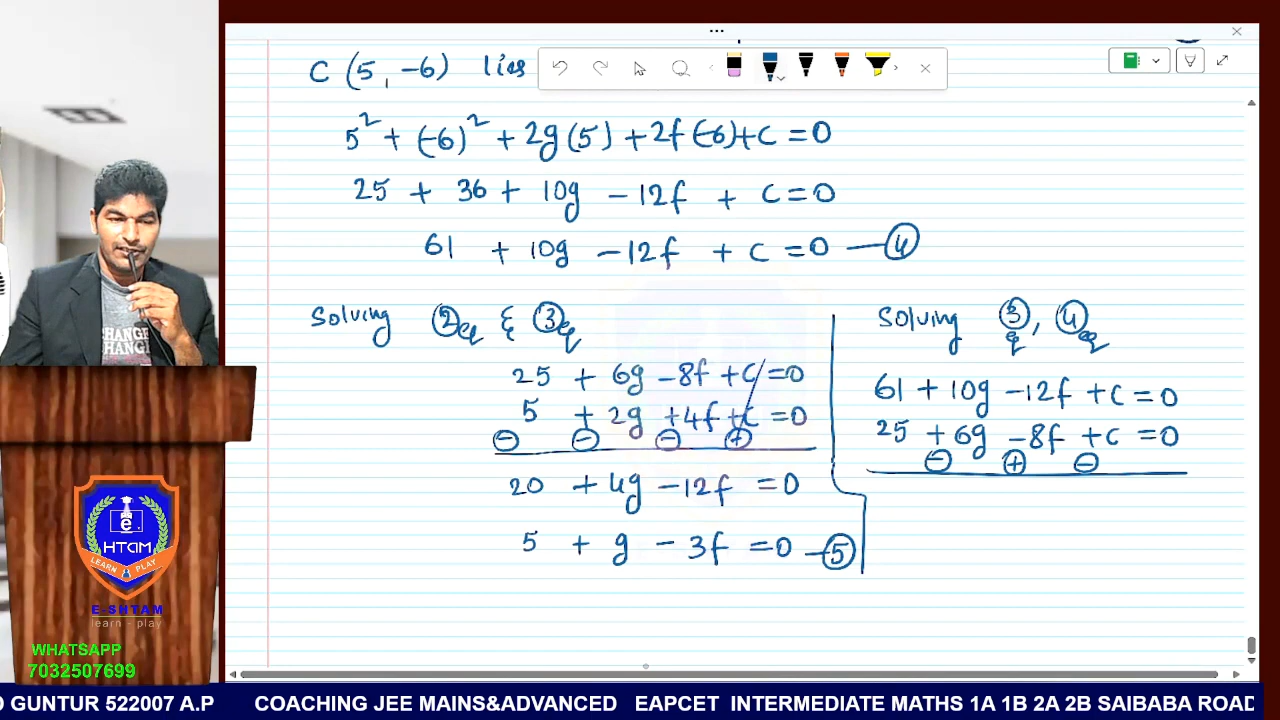 C (5, -6) lies
5² + (-6)² + 2g(5) + 2f(-6)+c = 0
25 + 36 + 10g - 12f + c = 0
61 + 10g - 12f + c = 0 — ④
Solving ②eq & ③eq
25 + 6g - 8f + c = 0
5 + 2g + 4f + c = 0
⊖ ⊖ ⊖ ⊕
20 + 4g - 12f = 0
5 + g - 3f = 0 — ⑤
Solving ③eq, ④eq
61 + 10g - 12f + c = 0
25 + 6g - 8f + c = 0
⊖ ⊕ ⊖
CHANGE
CHANGI
e
HTAM
LEARN PLAY
E-SHTAM
learn - play
WHATSAPP
7032507699
D GUNTUR 522007 A.P COACHING JEE MAINS&ADVANCED EAPCET INTERMEDIATE MATHS 1A 1B 2A 2B SAIBABA ROAD